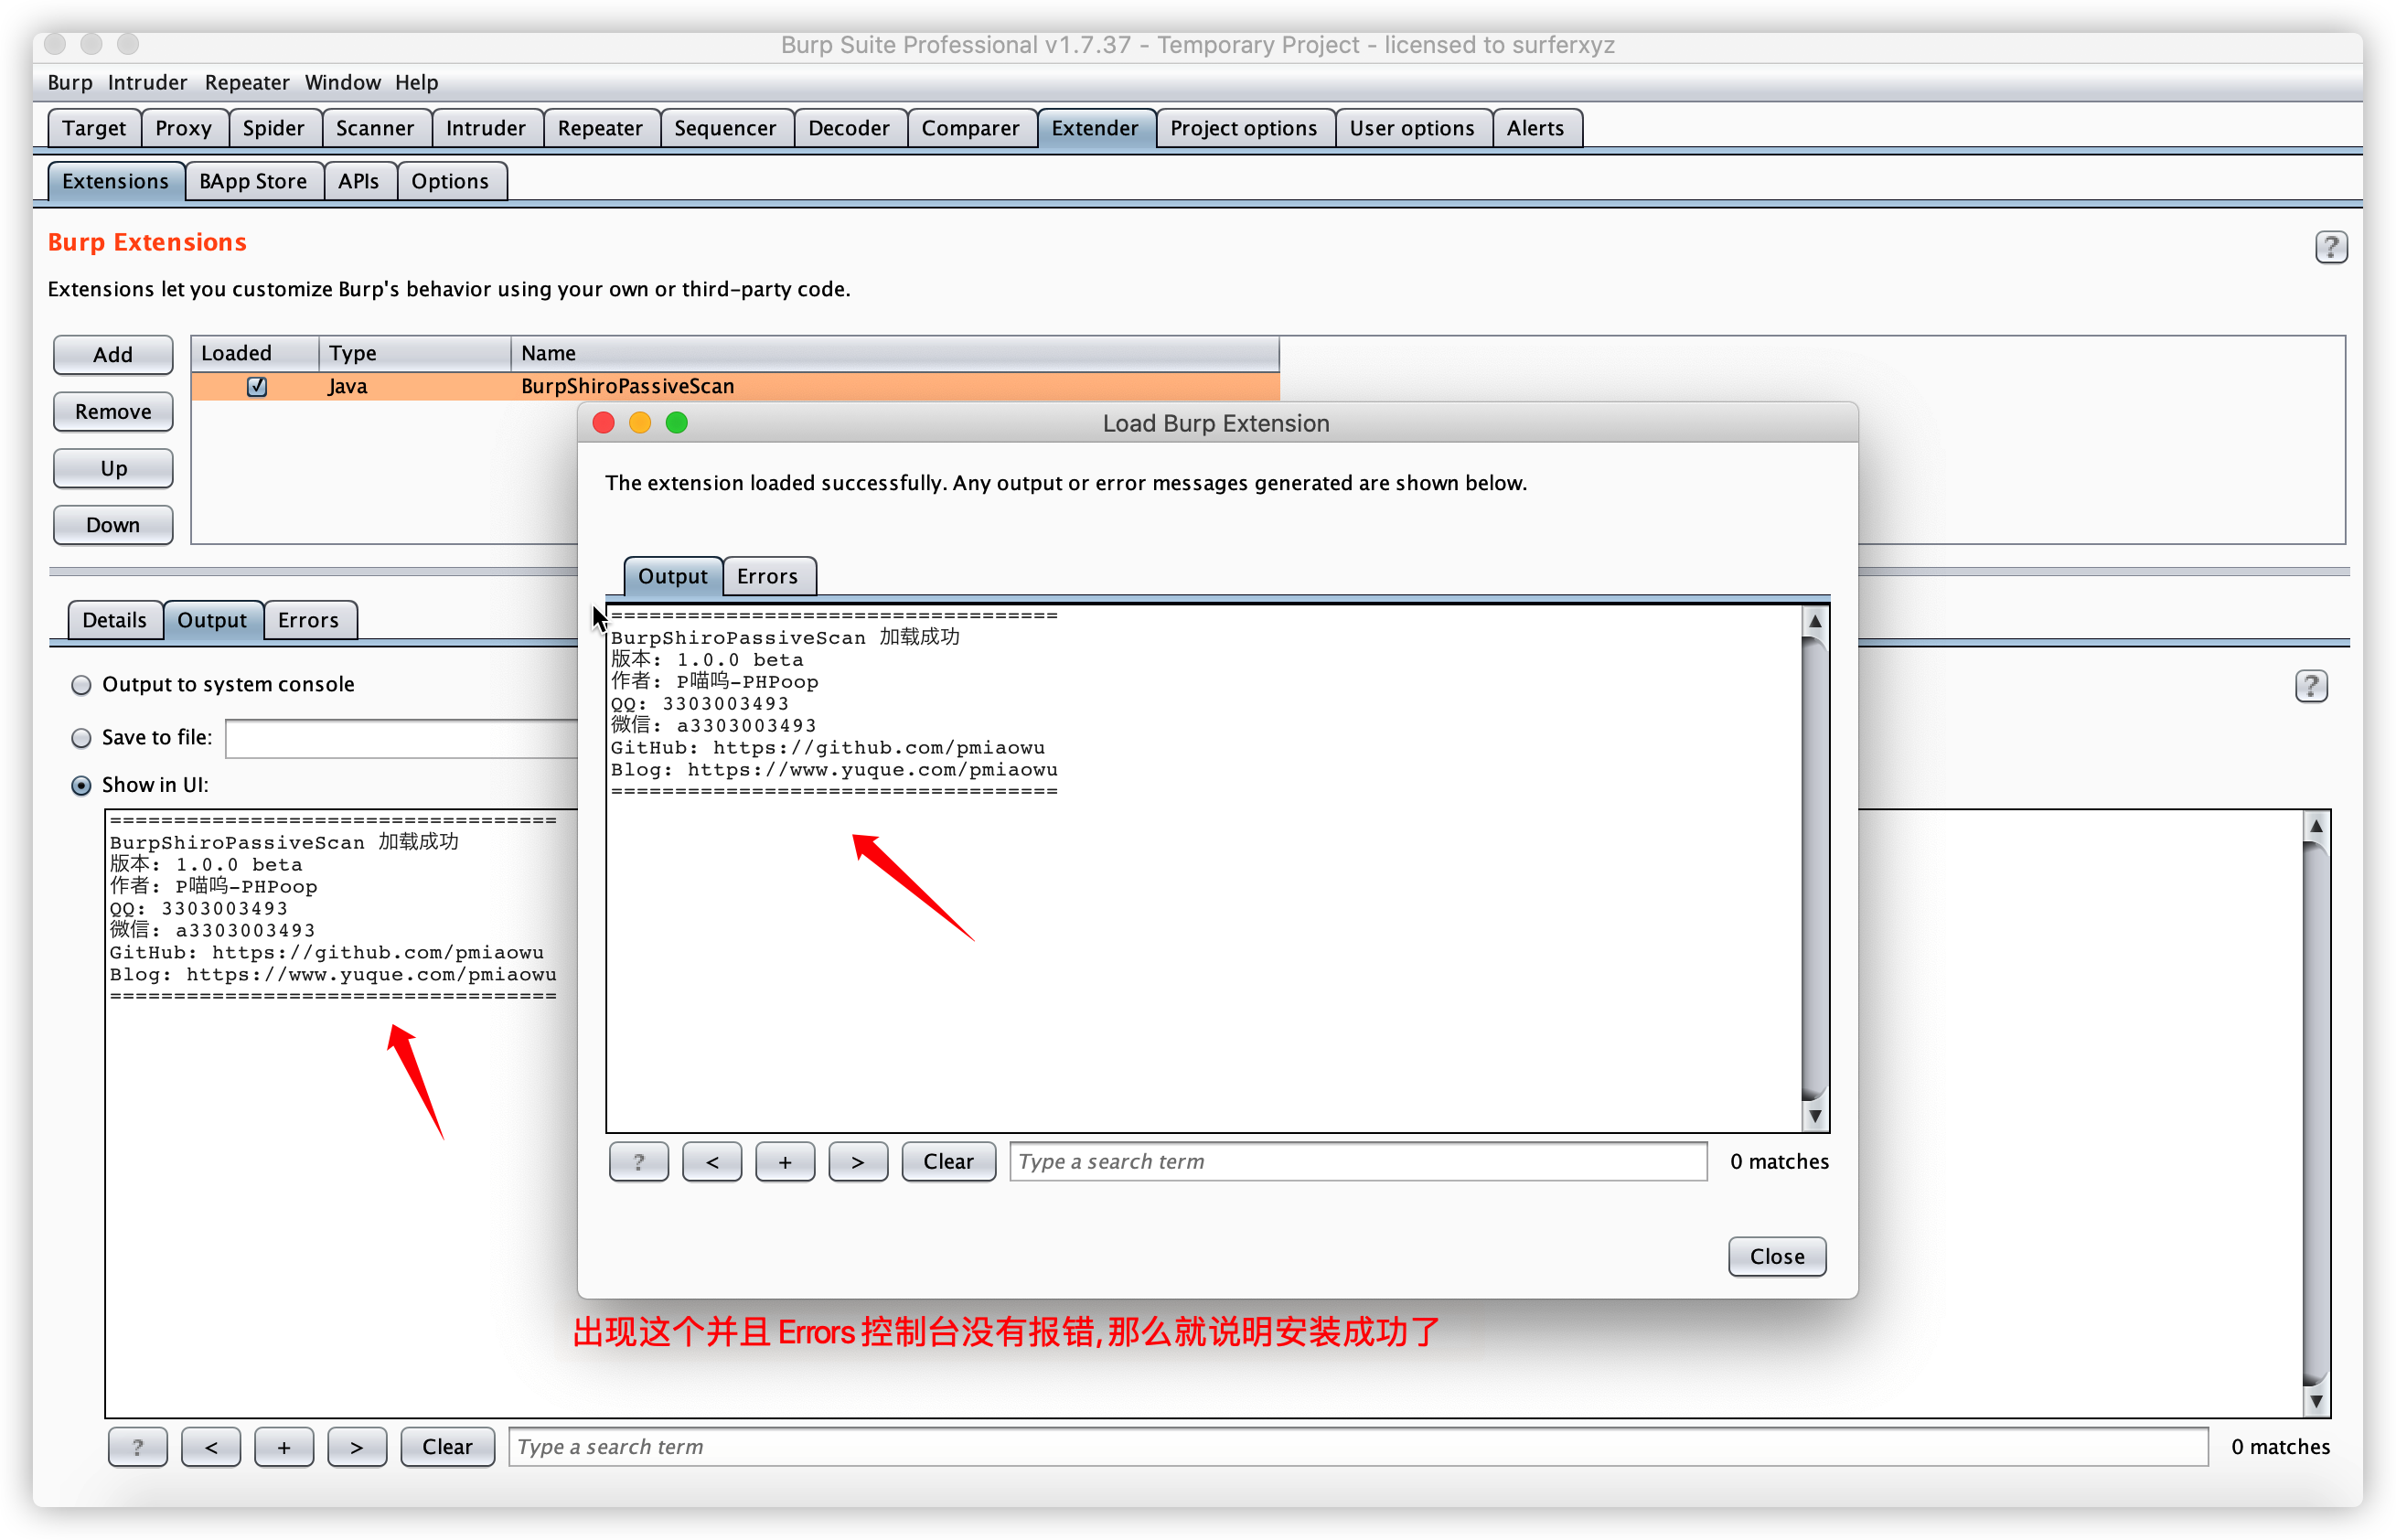 Burp Suite Professional v1.7.37 - Temporary Project - licensed to surferxyz
Burp Intruder Repeater Window Help
Target Proxy Spider Scanner Intruder Repeater Sequencer Decoder Comparer Extender Project options User options Alerts
Extensions BApp Store APIs Options
Burp Extensions
?
Extensions let you customize Burp's behavior using your own or third-party code.
Add
Remove
Up
Down
Loaded Type Name
Java BurpShiroPassiveScan
Details Output Errors
Output to system console
?
Save to file:
Show in UI:
===================================
BurpShiroPassiveScan 加载成功
版本: 1.0.0 beta
作者: P喵呜-PHPoop
QQ: 3303003493
微信: a3303003493
GitHub: https://github.com/pmiaowu
Blog: https://www.yuque.com/pmiaowu
===================================
? < + > Clear Type a search term 0 matches
Load Burp Extension
The extension loaded successfully. Any output or error messages generated are shown below.
Output Errors
===================================
BurpShiroPassiveScan 加载成功
版本: 1.0.0 beta
作者: P喵呜-PHPoop
QQ: 3303003493
微信: a3303003493
GitHub: https://github.com/pmiaowu
Blog: https://www.yuque.com/pmiaowu
===================================
? < + > Clear Type a search term 0 matches
Close
出现这个并且 Errors 控制台没有报错, 那么就说明安装成功了